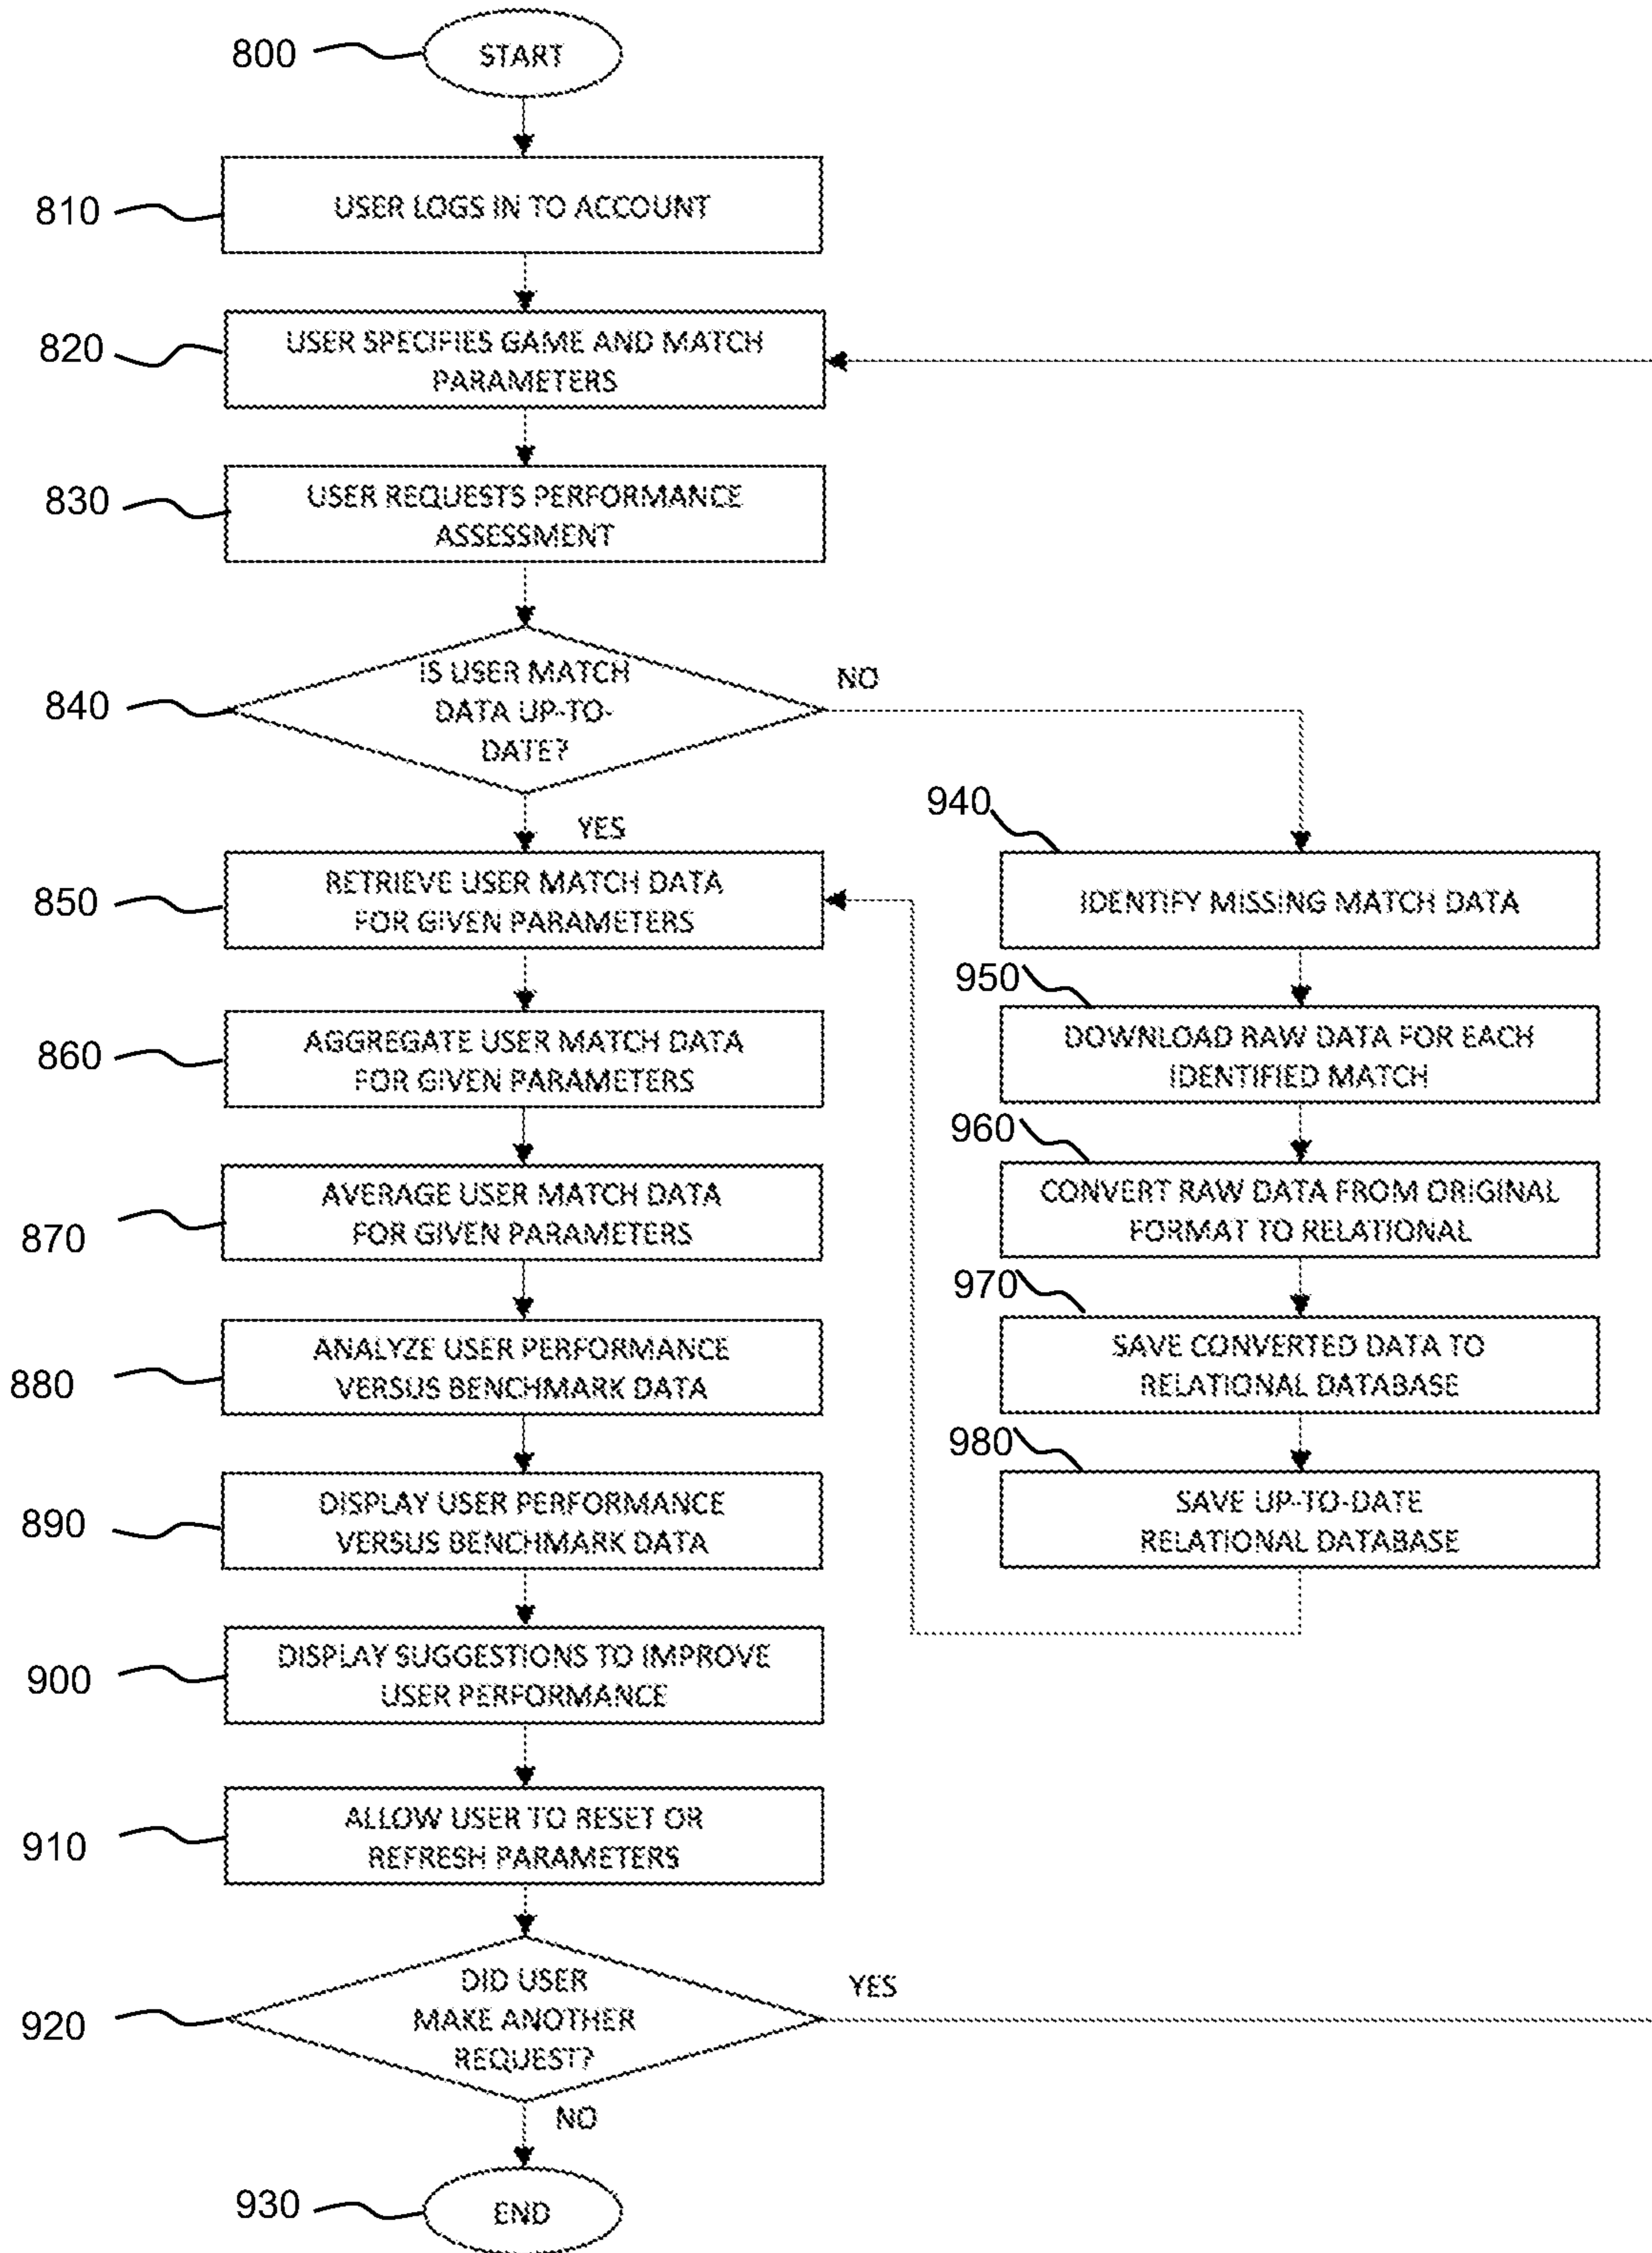 800
START
810
USER LOGS IN TO ACCOUNT
820
USER SPECIFIES GAME AND MATCH
PARAMETERS
830
USER REQUESTS PERFORMANCE
ASSESSMENT
840
IS USER MATCH
DATA UP-TO-
DATE?
NO
YES
850
RETRIEVE USER MATCH DATA
FOR GIVEN PARAMETERS
860
AGGREGATE USER MATCH DATA
FOR GIVEN PARAMETERS
870
AVERAGE USER MATCH DATA
FOR GIVEN PARAMETERS
880
ANALYZE USER PERFORMANCE
VERSUS BENCHMARK DATA
890
DISPLAY USER PERFORMANCE
VERSUS BENCHMARK DATA
900
DISPLAY SUGGESTIONS TO IMPROVE
USER PERFORMANCE
910
ALLOW USER TO RESET OR
REFRESH PARAMETERS
920
DID USER
MAKE ANOTHER
REQUEST?
YES
NO
930
END
940
IDENTIFY MISSING MATCH DATA
950
DOWNLOAD RAW DATA FOR EACH
IDENTIFIED MATCH
960
CONVERT RAW DATA FROM ORIGINAL
FORMAT TO RELATIONAL
970
SAVE CONVERTED DATA TO
RELATIONAL DATABASE
980
SAVE UP-TO-DATE
RELATIONAL DATABASE